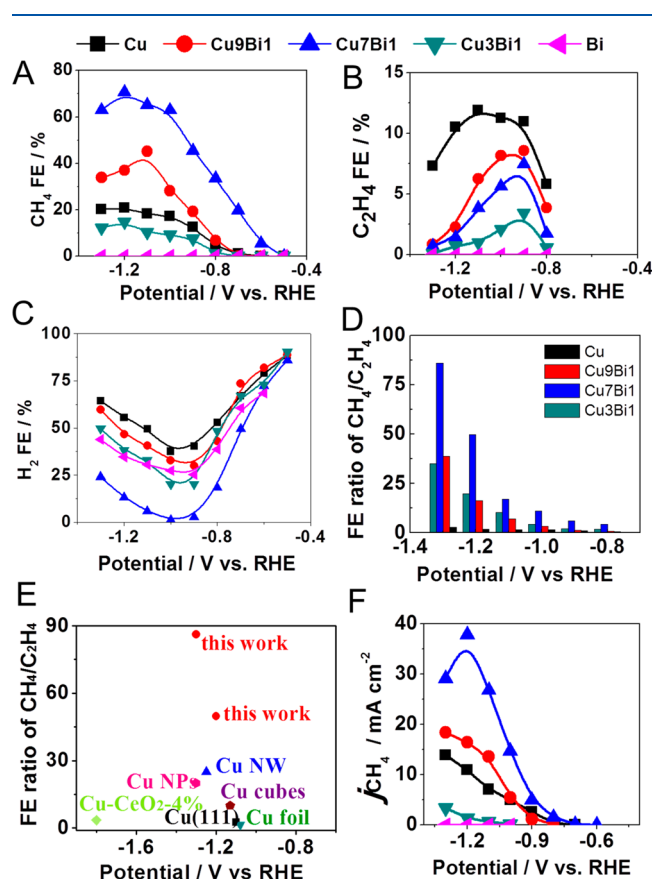 Cu Cu9Bi1 Cu7Bi1 Cu3Bi1 Bi
A
80
60
40
20
0
CH4 FE / %
-1.2 -0.8 -0.4
Potential / V vs. RHE
B
15
10
5
0
C2H4 FE / %
-1.2 -0.8 -0.4
Potential / V vs. RHE
C
100
75
50
25
0
H2 FE / %
-1.2 -0.8 -0.4
Potential / V vs. RHE
D
Cu
Cu9Bi1
Cu7Bi1
Cu3Bi1
100
75
50
25
0
FE ratio of CH4/C2H4
-1.4 -1.2 -1.0 -0.8
Potential / V vs RHE
E
90
60
30
0
FE ratio of CH4/C2H4
this work
this work
Cu NW
Cu NPs
Cu cubes
Cu-CeO2-4%
Cu(111 Cu foil
-1.6 -1.2 -0.8
Potential / V vs. RHE
F
40
30
20
10
0
jCH4 / mA cm-2
-1.2 -0.9 -0.6
Potential / V vs. RHE